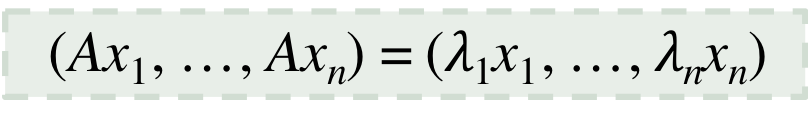 (Ax₁, …, Axₙ) = (λ₁x₁, …, λₙxₙ)